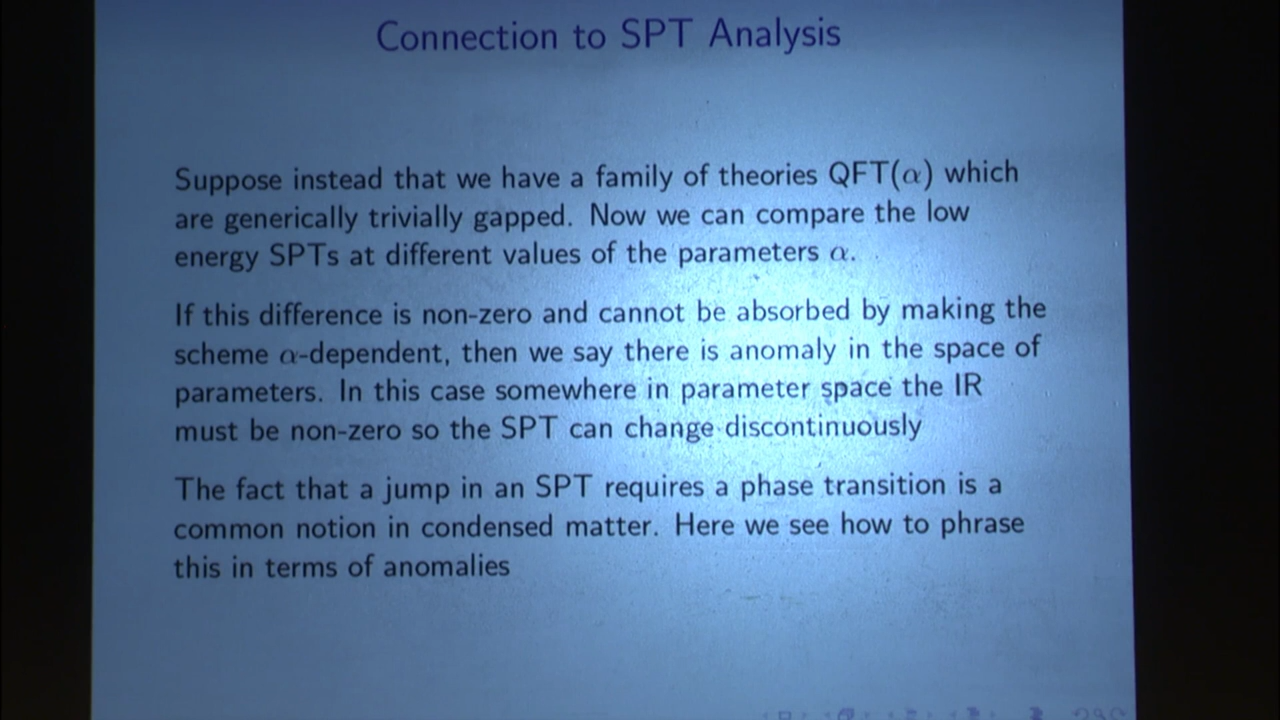 Connection to SPT Analysis
Suppose instead that we have a family of theories QFT(α) which
are generically trivially gapped. Now we can compare the low
energy SPTs at different values of the parameters α.
If this difference is non-zero and cannot be absorbed by making the
scheme α-dependent, then we say there is anomaly in the space of
parameters. In this case somewhere in parameter space the IR
must be non-zero so the SPT can change discontinuously
The fact that a jump in an SPT requires a phase transition is a
common notion in condensed matter. Here we see how to phrase
this in terms of anomalies